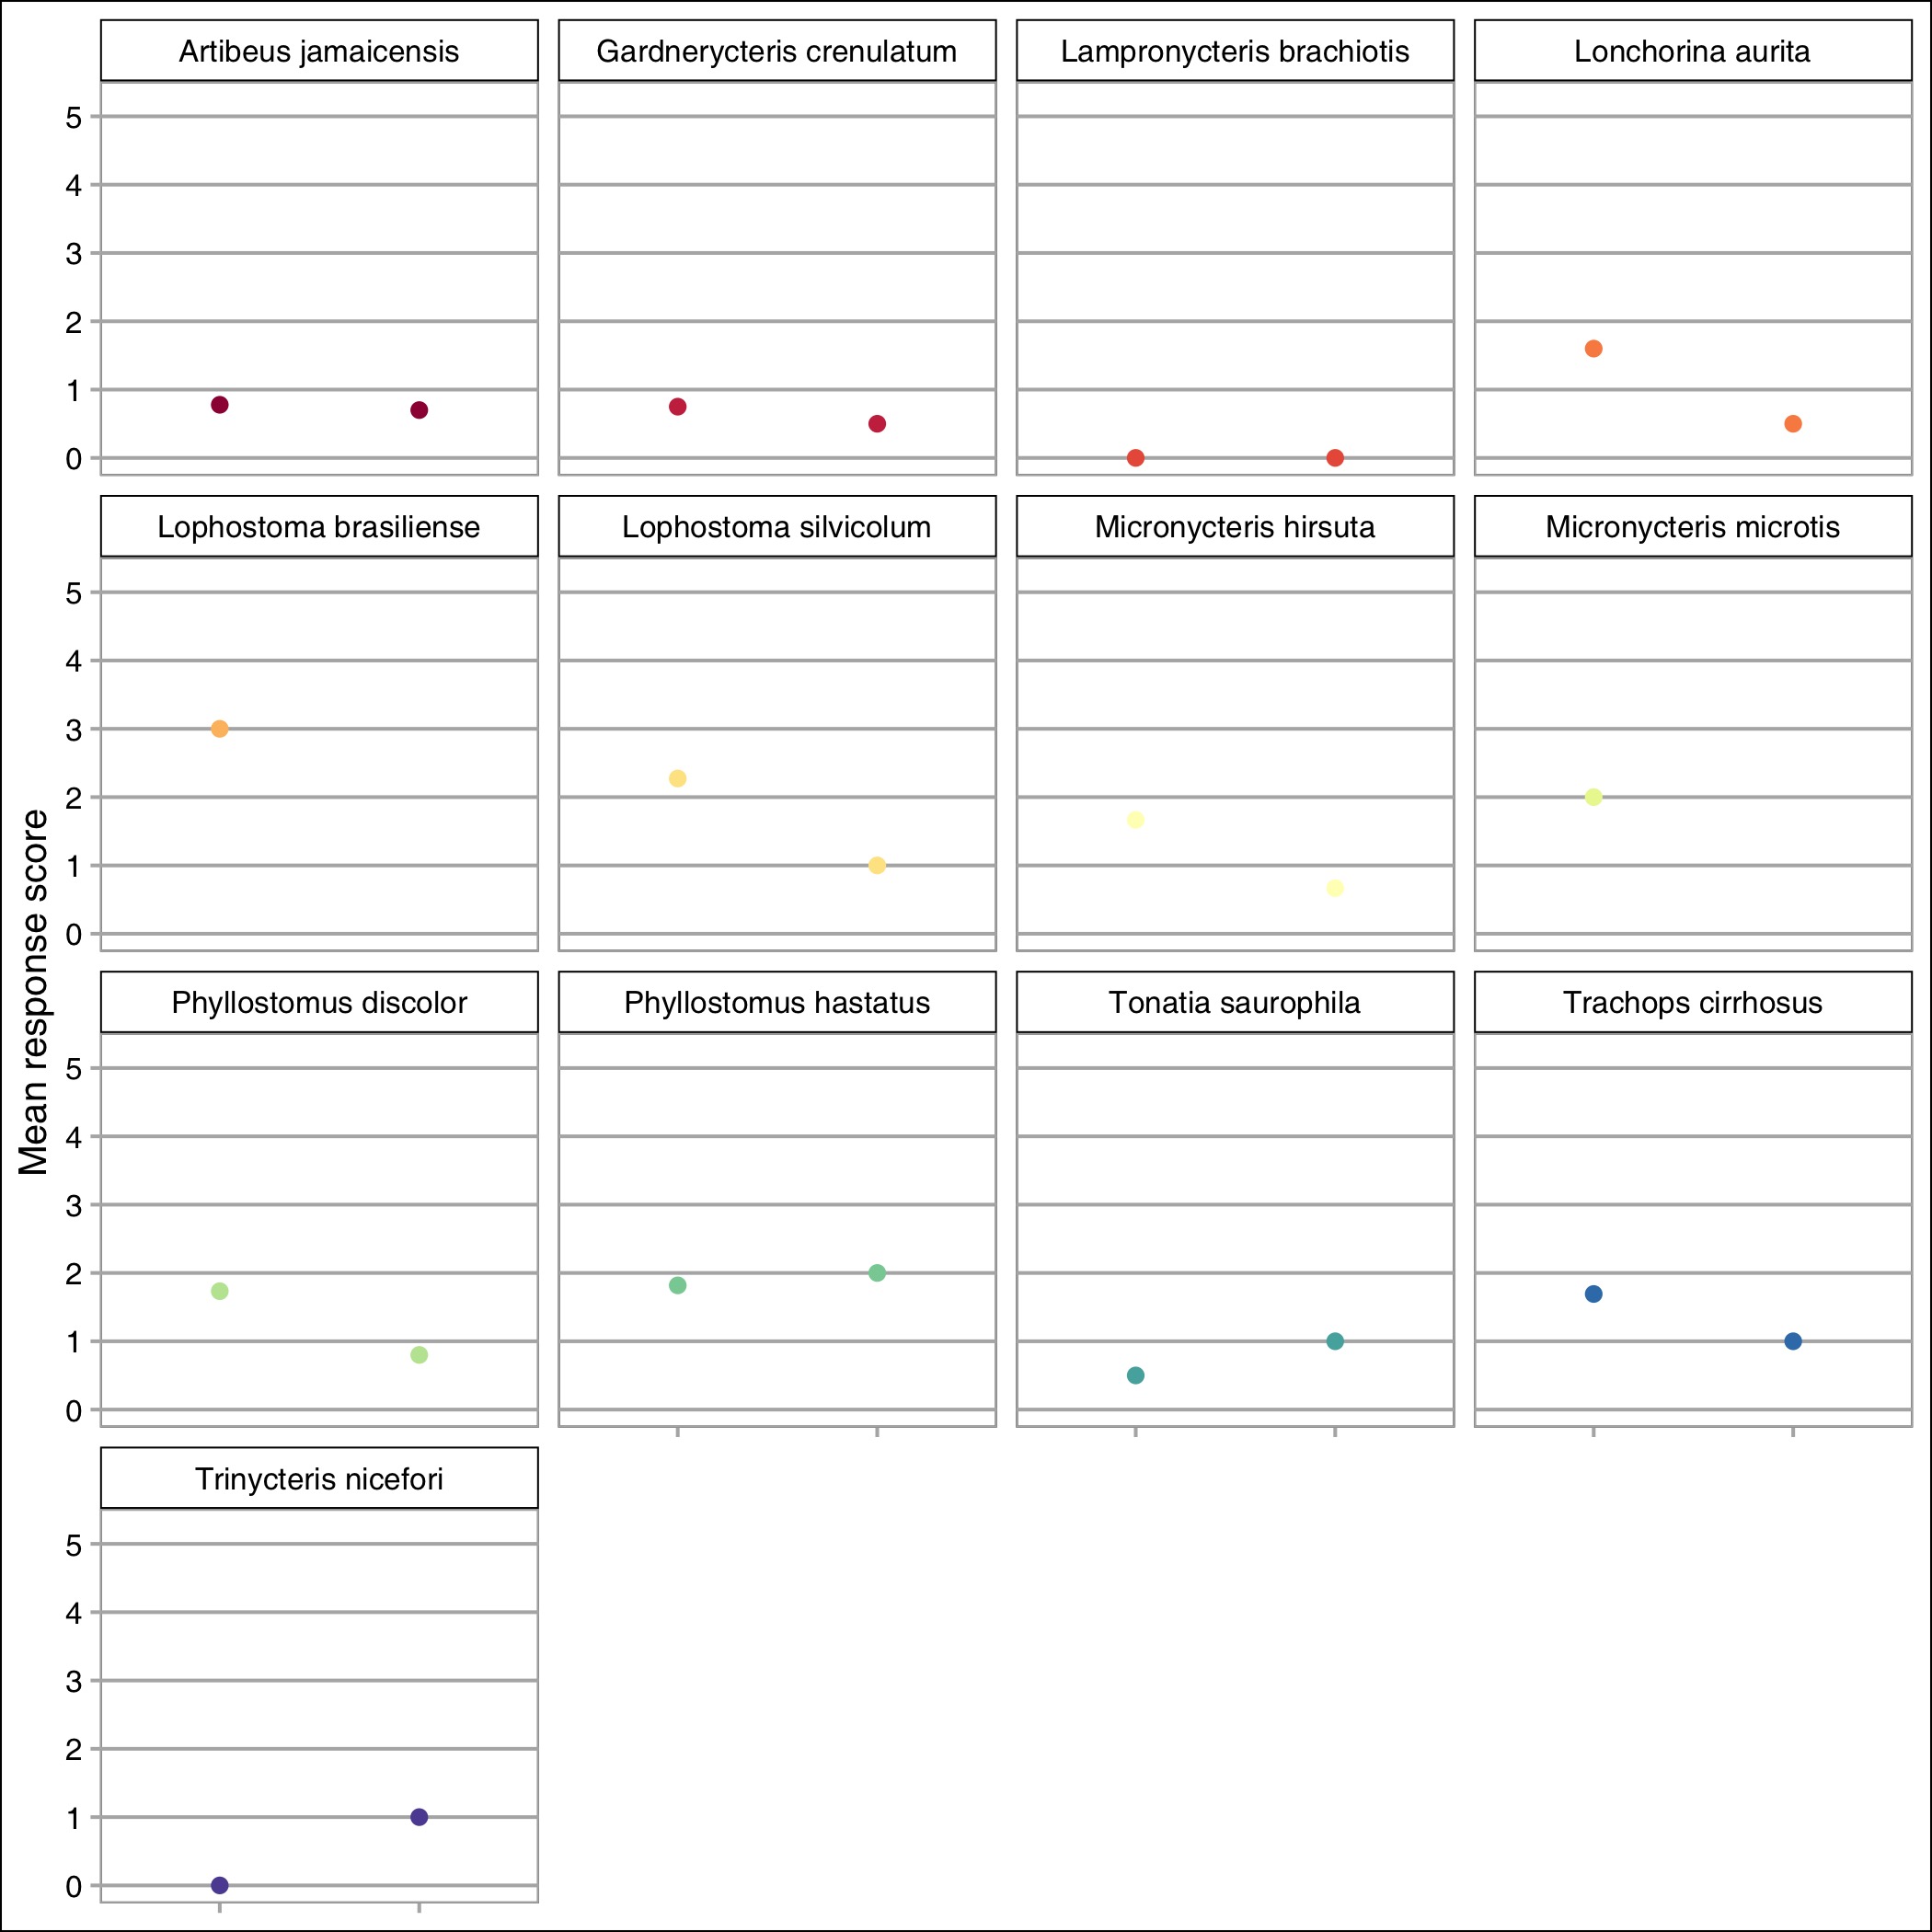 Artibeus jamaicensis
Gardnerycteris crenulatum
Lampronycteris brachiotis
Lonchorina aurita
5
4
3
2
1
0
Lophostoma brasiliense
Lophostoma silvicolum
Micronycteris hirsuta
Micronycteris microtis
5
4
3
2
1
0
Mean response score
Phyllostomus discolor
Phyllostomus hastatus
Tonatia saurophila
Trachops cirrhosus
5
4
3
2
1
0
Trinycteris nicefori
5
4
3
2
1
0